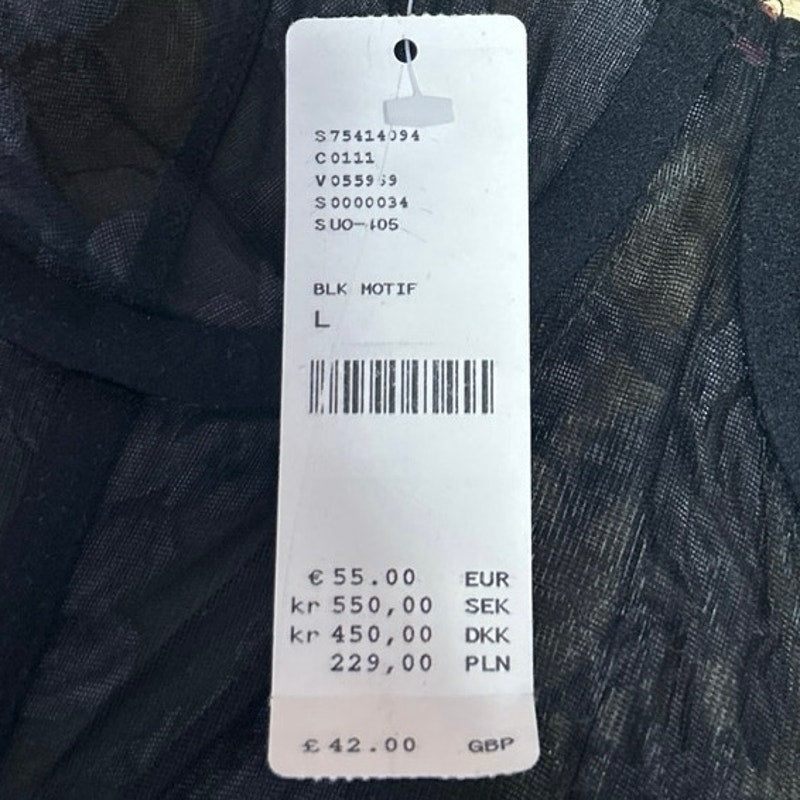 S75414094
C0111
V055969
S0000034
SUO-405
BLK MOTIF
L
€ 55.00 EUR
kr 550,00 SEK
kr 450,00 DKK
229,00 PLN
£ 42.00 GBP